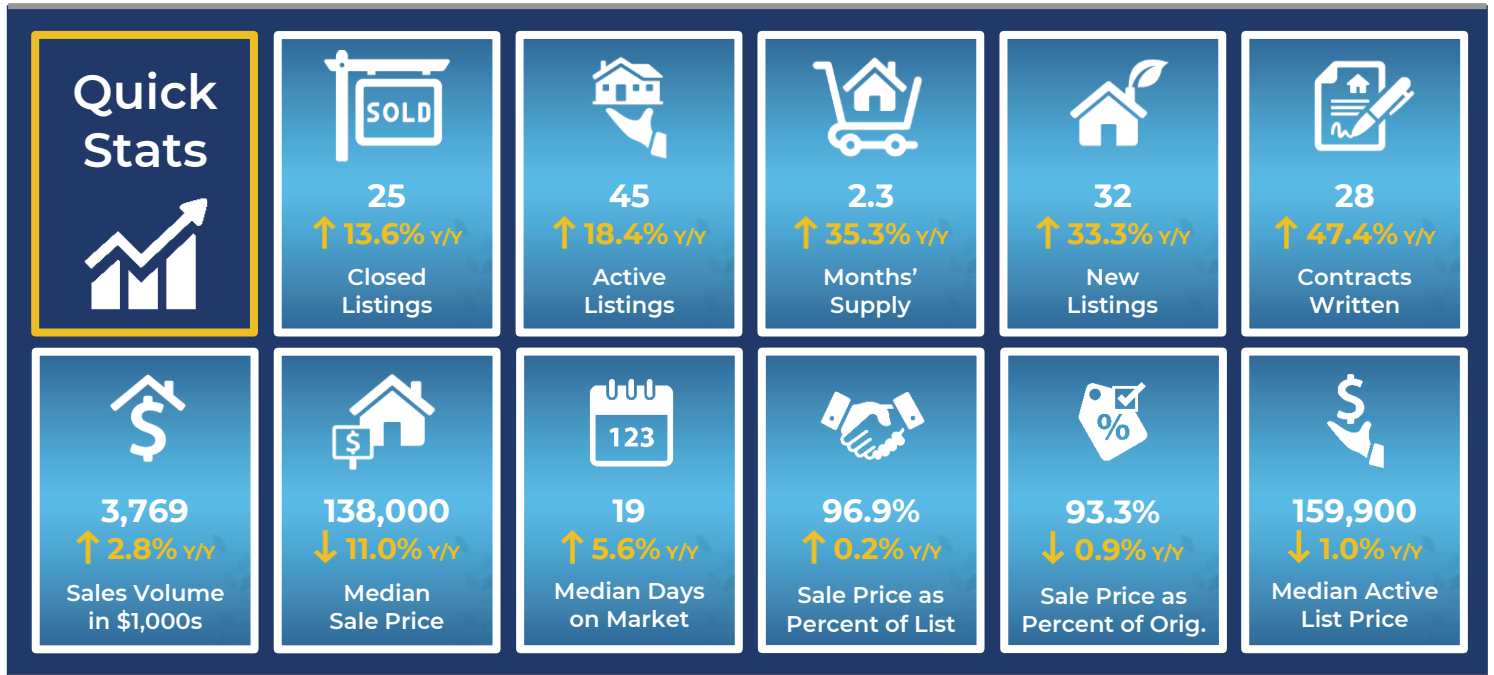 Quick
Stats
SOLD
25
↑ 13.6% Y/Y
Closed
Listings
45
↑ 18.4% Y/Y
Active
Listings
2.3
↑ 35.3% Y/Y
Months’
Supply
32
↑ 33.3% Y/Y
New
Listings
28
↑ 47.4% Y/Y
Contracts
Written
$
3,769
↑ 2.8% Y/Y
Sales Volume
in $1,000s
$
138,000
↓ 11.0% Y/Y
Median
Sale Price
123
19
↑ 5.6% Y/Y
Median Days
on Market
96.9%
↑ 0.2% Y/Y
Sale Price as
Percent of List
%
93.3%
↓ 0.9% Y/Y
Sale Price as
Percent of Orig.
$
159,900
↓ 1.0% Y/Y
Median Active
List Price